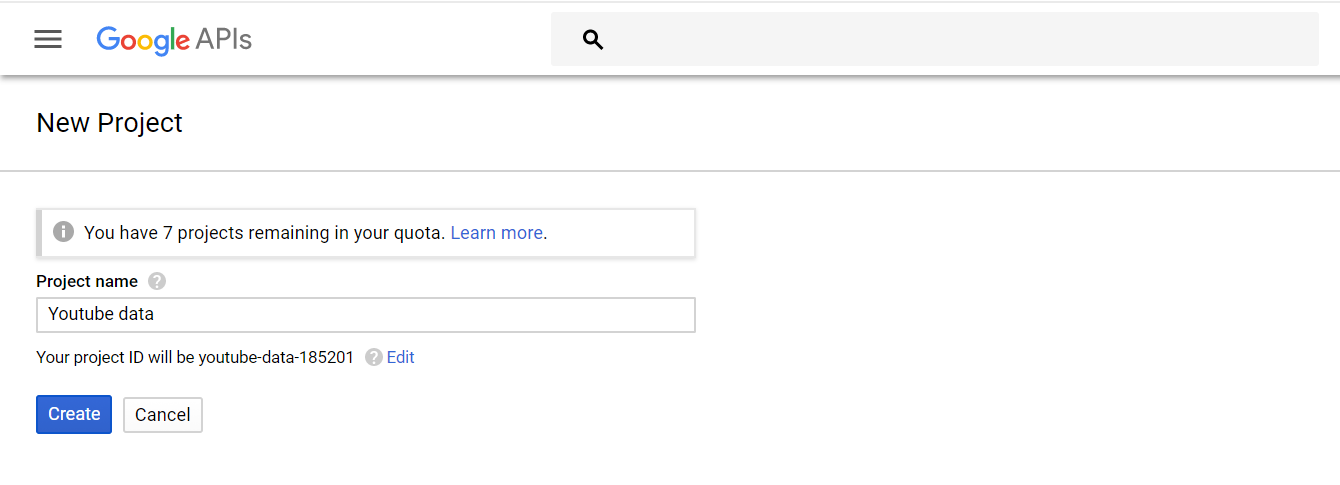 Google APIs
New Project
You have 7 projects remaining in your quota. Learn more.
Project name ?
Youtube data
Your project ID will be youtube-data-185201 ? Edit
Create Cancel